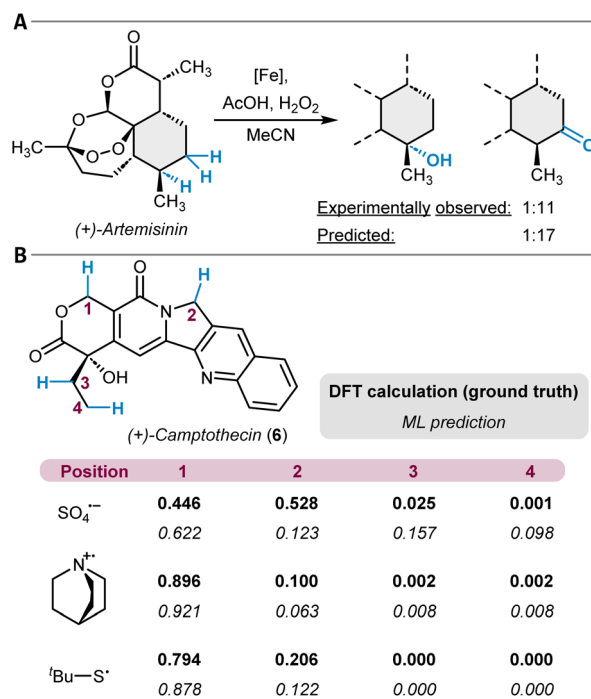 A
O
O
CH₃
[Fe],
AcOH, H₂O₂
MeCN
O
H₃C
O
O
O
H
H
H
CH₃
OH
CH₃
O
CH₃
(+)-Artemisinin
Experimentally observed: 1:11
Predicted: 1:17
B
H
O
H
1
O
N
2
O
3
OH
N
H
4
H
(+)-Camptothecin (6)
DFT calculation (ground truth)
ML prediction
Position 1 2 3 4
SO₄•− 0.446 0.528 0.025 0.001
0.622 0.123 0.157 0.098
N+• 0.896 0.100 0.002 0.002
0.921 0.063 0.008 0.008
ᵗBu—S• 0.794 0.206 0.000 0.000
0.878 0.122 0.000 0.000